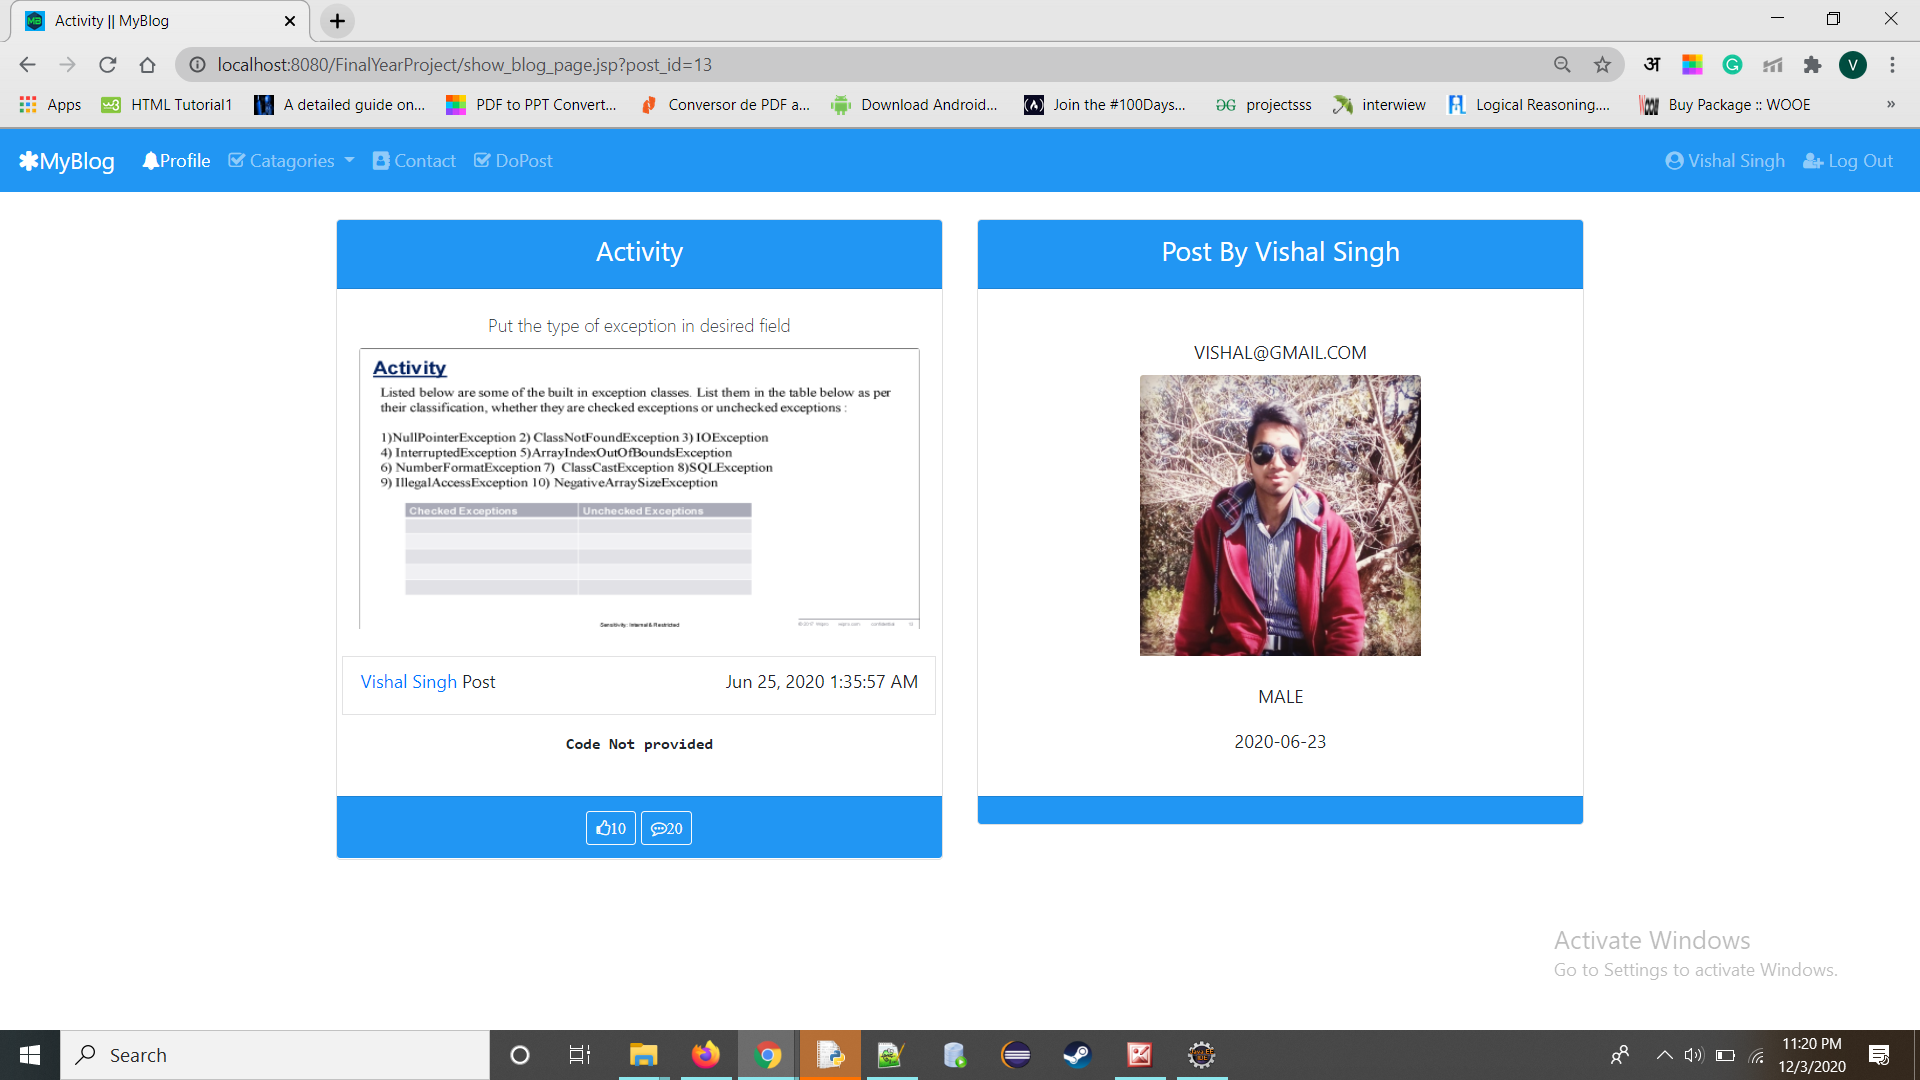 Activity || MyBlog
localhost:8080/FinalYearProject/show_blog_page.jsp?post_id=13
अ
V
Apps
HTML Tutorial1
A detailed guide on...
PDF to PPT Convert...
Conversor de PDF a...
Download Android...
Join the #100Days...
projectsss
interwiew
Logical Reasoning....
Buy Package :: WOOE
»
MyBlog
Profile
Catagories
Contact
DoPost
Vishal Singh
Log Out
Activity
Put the type of exception in desired field
Activity
Listed below are some of the built in exception classes. List them in the table below as per
their classification, whether they are checked exceptions or unchecked exceptions :
1)NullPointerException 2) ClassNotFoundException 3) IOException
4) InterruptedException 5)ArrayIndexOutOfBoundsException
6) NumberFormatException 7) ClassCastException 8)SQLException
9) IllegalAccessException 10) NegativeArraySizeException
Checked Exceptions Unchecked Exceptions
Sensitivity: Internal & Restricted
Vishal Singh Post Jun 25, 2020 1:35:57 AM
Code Not provided
10 20
Post By Vishal Singh
VISHAL@GMAIL.COM
MALE
2020-06-23
Activate Windows
Go to Settings to activate Windows.
Search
11:20 PM
12/3/2020